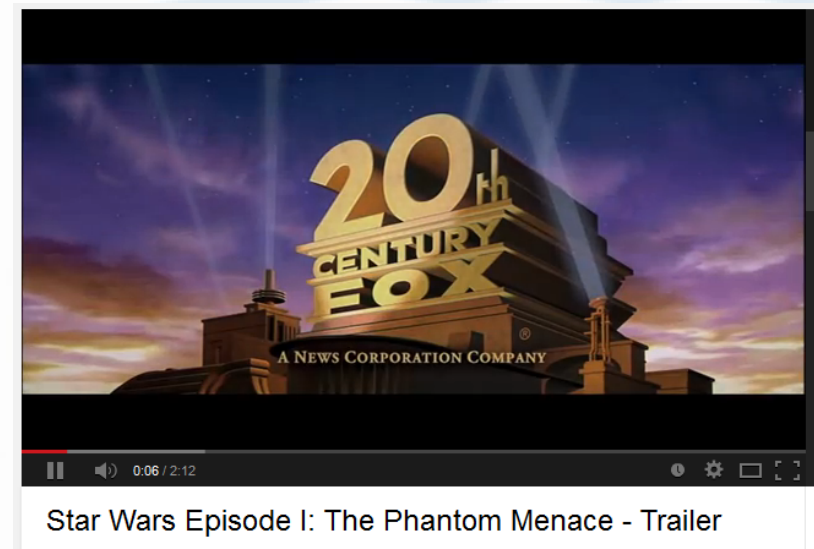 20th
CENTURY
FOX
®
A NEWS CORPORATION COMPANY
0:06 / 2:12
Star Wars Episode I: The Phantom Menace - Trailer